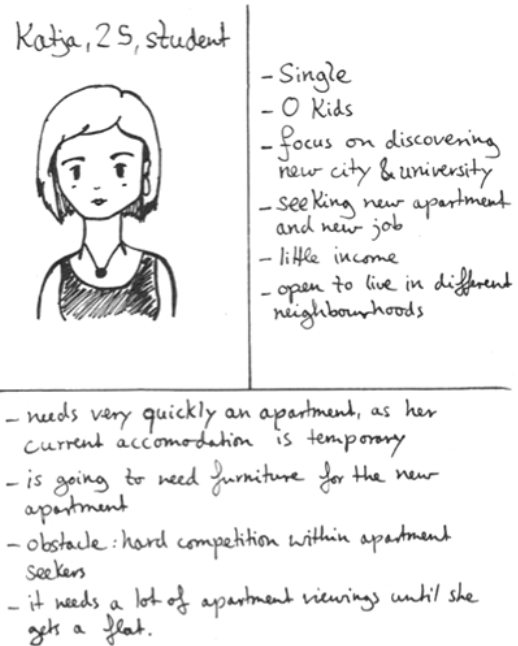 Katja, 25, student
- Single
- 0 Kids
- focus on discovering
new city & university
- seeking new apartment
and new job
- little income
- open to live in different
neighbourhoods
- needs very quickly an apartment, as her
current accomodation is temporary
- is going to need furniture for the new
apartment
- obstacle: hard competition within apartment
seekers
- it needs a lot of apartment viewings until she
gets a flat.